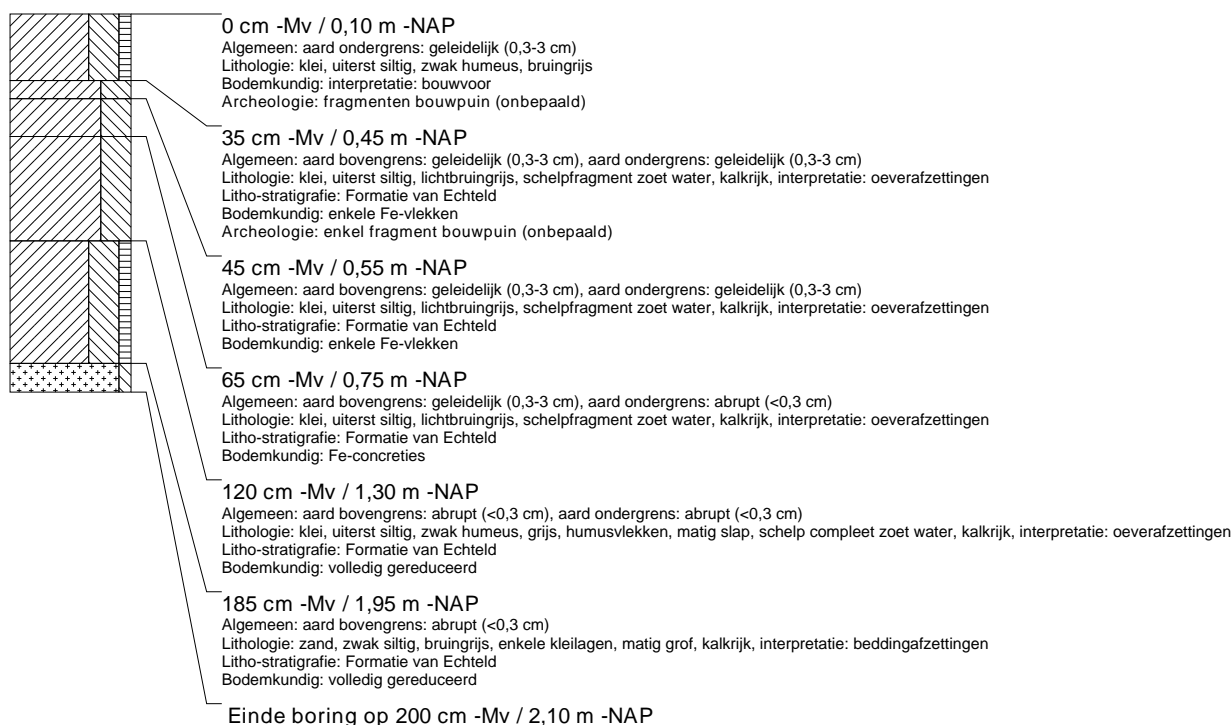 0 cm -Mv / 0,10 m -NAP
Algemeen: aard ondergrens: geleidelijk (0,3-3 cm)
Lithologie: klei, uiterst siltig, zwak humeus, bruingrijs
Bodemkundig: interpretatie: bouwvoor
Archeologie: fragmenten bouwpuin (onbepaald)
35 cm -Mv / 0,45 m -NAP
Algemeen: aard bovengrens: geleidelijk (0,3-3 cm), aard ondergrens: geleidelijk (0,3-3 cm)
Lithologie: klei, uiterst siltig, lichtbruingrijs, schelpfragment zoet water, kalkrijk, interpretatie: oeverafzettingen
Litho-stratigrafie: Formatie van Echteld
Bodemkundig: enkele Fe-vlekken
Archeologie: enkel fragment bouwpuin (onbepaald)
45 cm -Mv / 0,55 m -NAP
Algemeen: aard bovengrens: geleidelijk (0,3-3 cm), aard ondergrens: geleidelijk (0,3-3 cm)
Lithologie: klei, uiterst siltig, lichtbruingrijs, schelpfragment zoet water, kalkrijk, interpretatie: oeverafzettingen
Litho-stratigrafie: Formatie van Echteld
Bodemkundig: enkele Fe-vlekken
65 cm -Mv / 0,75 m -NAP
Algemeen: aard bovengrens: geleidelijk (0,3-3 cm), aard ondergrens: abrupt (<0,3 cm)
Lithologie: klei, uiterst siltig, lichtbruingrijs, schelpfragment zoet water, kalkrijk, interpretatie: oeverafzettingen
Litho-stratigrafie: Formatie van Echteld
Bodemkundig: Fe-concreties
120 cm -Mv / 1,30 m -NAP
Algemeen: aard bovengrens: abrupt (<0,3 cm), aard ondergrens: abrupt (<0,3 cm)
Lithologie: klei, uiterst siltig, zwak humeus, grijs, humusvlekken, matig slap, schelp compleet zoet water, kalkrijk, interpretatie: oeverafzettingen
Litho-stratigrafie: Formatie van Echteld
Bodemkundig: volledig gereduceerd
185 cm -Mv / 1,95 m -NAP
Algemeen: aard bovengrens: abrupt (<0,3 cm)
Lithologie: zand, zwak siltig, bruingrijs, enkele kleilagen, matig grof, kalkrijk, interpretatie: beddingafzettingen
Litho-stratigrafie: Formatie van Echteld
Bodemkundig: volledig gereduceerd
Einde boring op 200 cm -Mv / 2,10 m -NAP